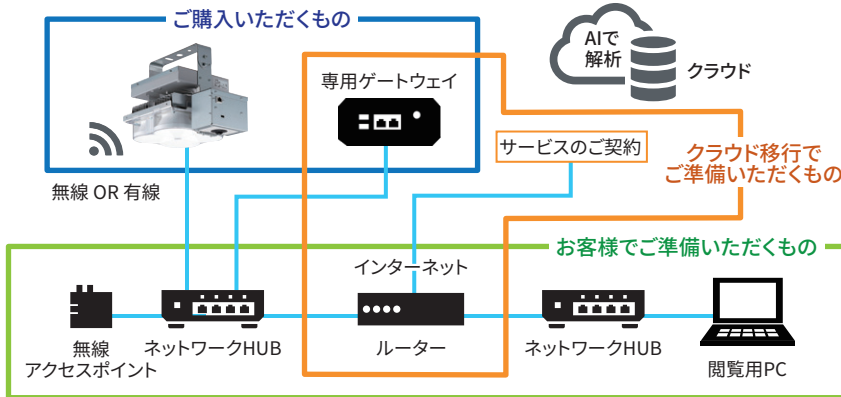 ご購入いただくもの
AIで
解析
クラウド
専用ゲートウェイ
サービスのご契約
クラウド移行で
ご準備いただくもの
無線 OR 有線
お客様でご準備いただくもの
インターネット
無線
アクセスポイント
ネットワークHUB
ルーター
ネットワークHUB
閲覧用PC